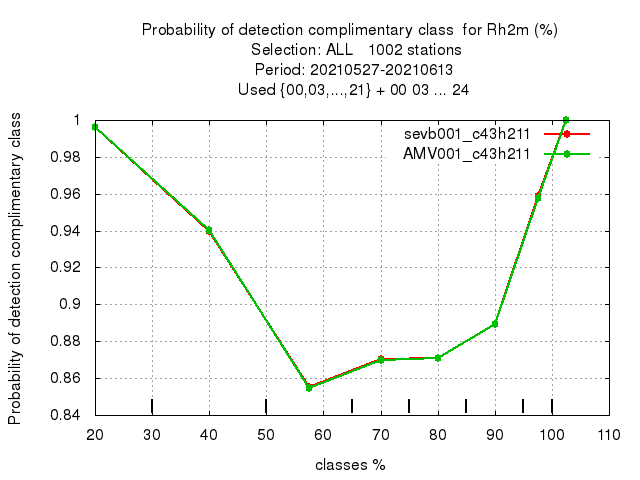 Probability of detection complimentary class  for Rh2m (%)
Selection: ALL   1002 stations
Period: 20210527-20210613
Used {00,03,...,21} + 00 03 ... 24
Probability of detection complimentary class
1
0.98
0.96
0.94
0.92
0.9
0.88
0.86
0.84
sevb001_c43h211
AMV001_c43h211
20 30 40 50 60 70 80 90 100 110
classes %